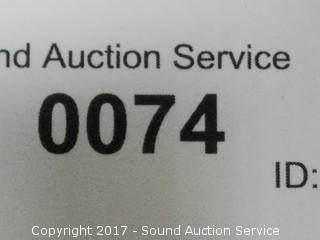 nd Auction Service
0074
ID:
Copyright 2017 - Sound Auction Service